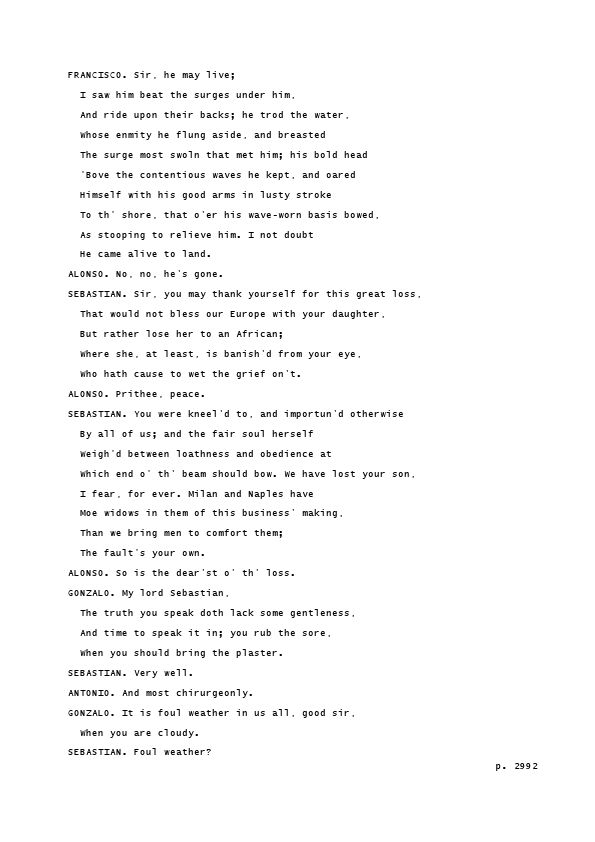 FRANCISCO. Sir, he may live;
I saw him beat the surges under him,
And ride upon their backs; he trod the water,
Whose enmity he flung aside, and breasted
The surge most swoln that met him; his bold head
'Bove the contentious waves he kept, and oared
Himself with his good arms in lusty stroke
To th' shore, that o'er his wave-worn basis bowed,
As stooping to relieve him. I not doubt
He came alive to land.
ALONSO. No, no, he's gone.
SEBASTIAN. Sir, you may thank yourself for this great loss,
That would not bless our Europe with your daughter,
But rather lose her to an African;
Where she, at least, is banish'd from your eye,
Who hath cause to wet the grief on't.
ALONSO. Prithee, peace.
SEBASTIAN. You were kneel'd to, and importun'd otherwise
By all of us; and the fair soul herself
Weigh'd between loathness and obedience at
Which end o' th' beam should bow. We have lost your son,
I fear, for ever. Milan and Naples have
Moe widows in them of this business' making,
Than we bring men to comfort them;
The fault's your own.
ALONSO. So is the dear'st o' th' loss.
GONZALO. My lord Sebastian,
The truth you speak doth lack some gentleness,
And time to speak it in; you rub the sore,
When you should bring the plaster.
SEBASTIAN. Very well.
ANTONIO. And most chirurgeonly.
GONZALO. It is foul weather in us all, good sir,
When you are cloudy.
SEBASTIAN. Foul weather?
p. 2992